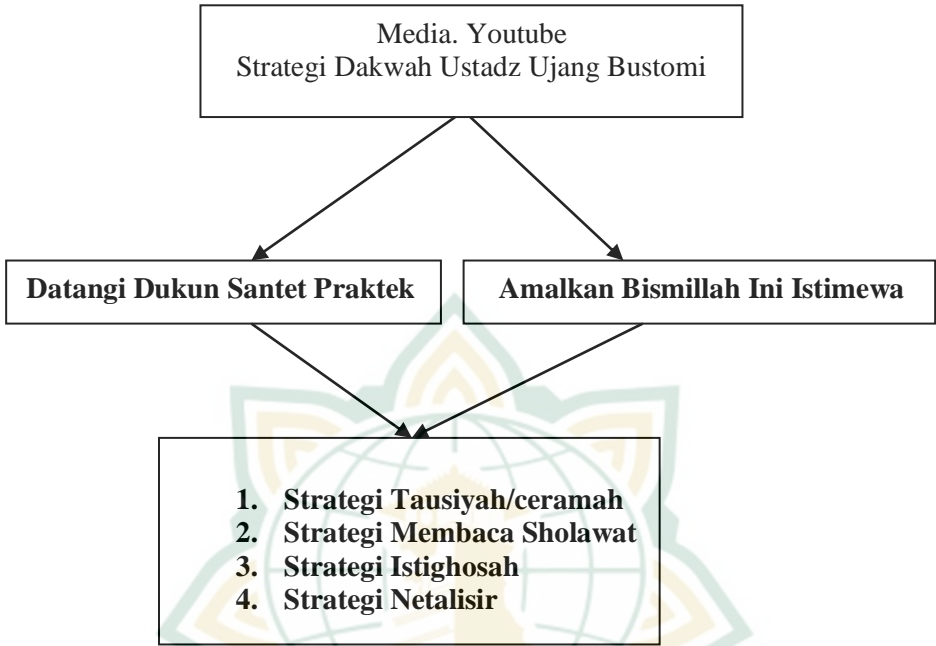 Media. Youtube
Strategi Dakwah Ustadz Ujang Bustomi
Datangi Dukun Santet Praktek
Amalkan Bismillah Ini Istimewa
1. Strategi Tausiyah/ceramah
2. Strategi Membaca Sholawat
3. Strategi Istighosah
4. Strategi Netalisir